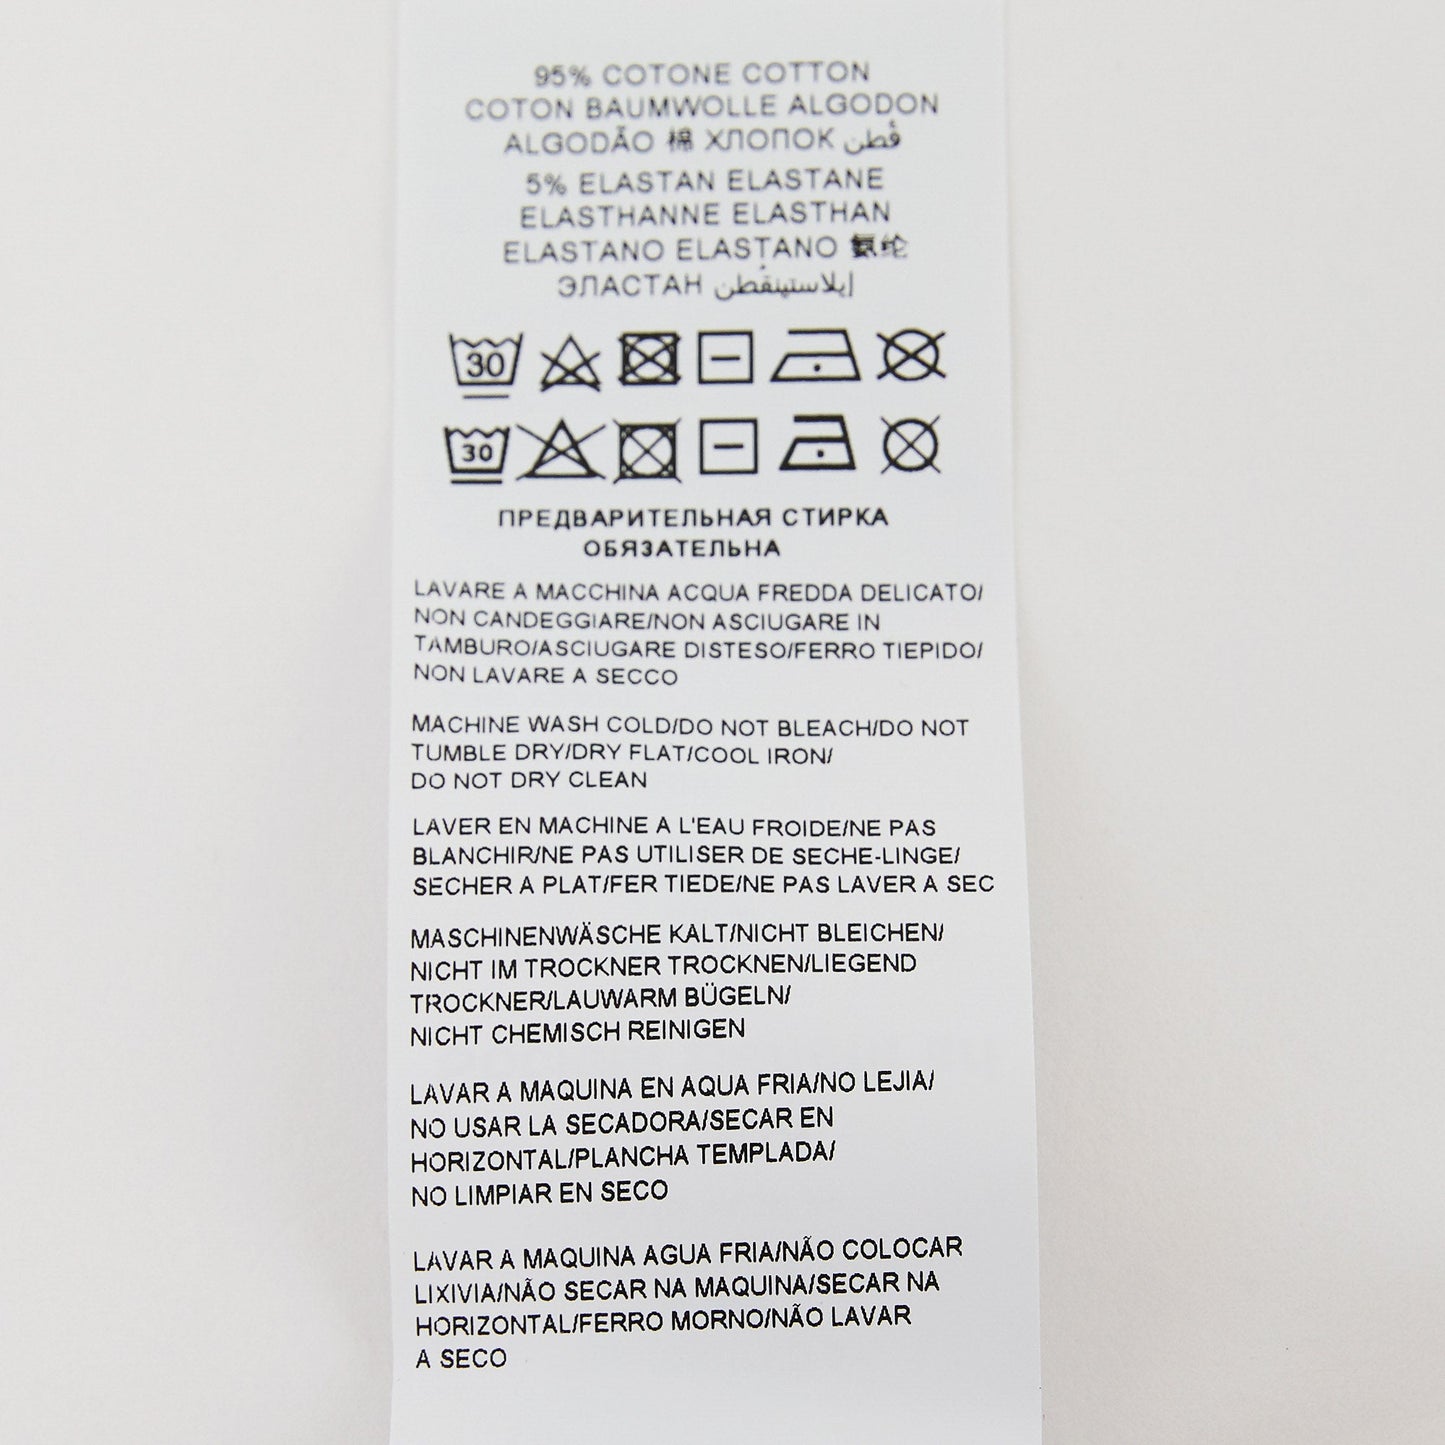 95% COTONE COTTON
COTON BAUMWOLLE ALGODON
ALGODÃO 棉 ХЛОПОК قُطن
5% ELASTAN ELASTANE
ELASTHANNE ELASTHAN
ELASTANO ELASTANO 氨纶
ЭЛАСТАН إيلاستينقُطن
30
30
ПРЕДВАРИТЕЛЬНАЯ СТИРКА
ОБЯЗАТЕЛЬНА
LAVARE A MACCHINA ACQUA FREDDA DELICATO/
NON CANDEGGIARE/NON ASCIUGARE IN
TAMBURO/ASCIUGARE DISTESO/FERRO TIEPIDO/
NON LAVARE A SECCO
MACHINE WASH COLD/DO NOT BLEACH/DO NOT
TUMBLE DRY/DRY FLAT/COOL IRON/
DO NOT DRY CLEAN
LAVER EN MACHINE A L'EAU FROIDE/NE PAS
BLANCHIR/NE PAS UTILISER DE SECHE-LINGE/
SECHER A PLAT/FER TIEDE/NE PAS LAVER A SEC
MASCHINENWÄSCHE KALT/NICHT BLEICHEN/
NICHT IM TROCKNER TROCKNEN/LIEGEND
TROCKNER/LAUWARM BÜGELN/
NICHT CHEMISCH REINIGEN
LAVAR A MAQUINA EN AQUA FRIA/NO LEJIA/
NO USAR LA SECADORA/SECAR EN
HORIZONTAL/PLANCHA TEMPLADA/
NO LIMPIAR EN SECO
LAVAR A MAQUINA AGUA FRIA/NÃO COLOCAR
LIXIVIA/NÃO SECAR NA MAQUINA/SECAR NA
HORIZONTAL/FERRO MORNO/NÃO LAVAR
A SECO